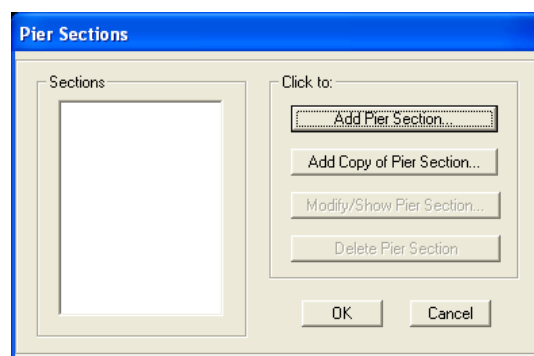 Pier Sections
Sections
Click to:
Add Pier Section...
Add Copy of Pier Section...
Modify/Show Pier Section...
Delete Pier Section
OK
Cancel